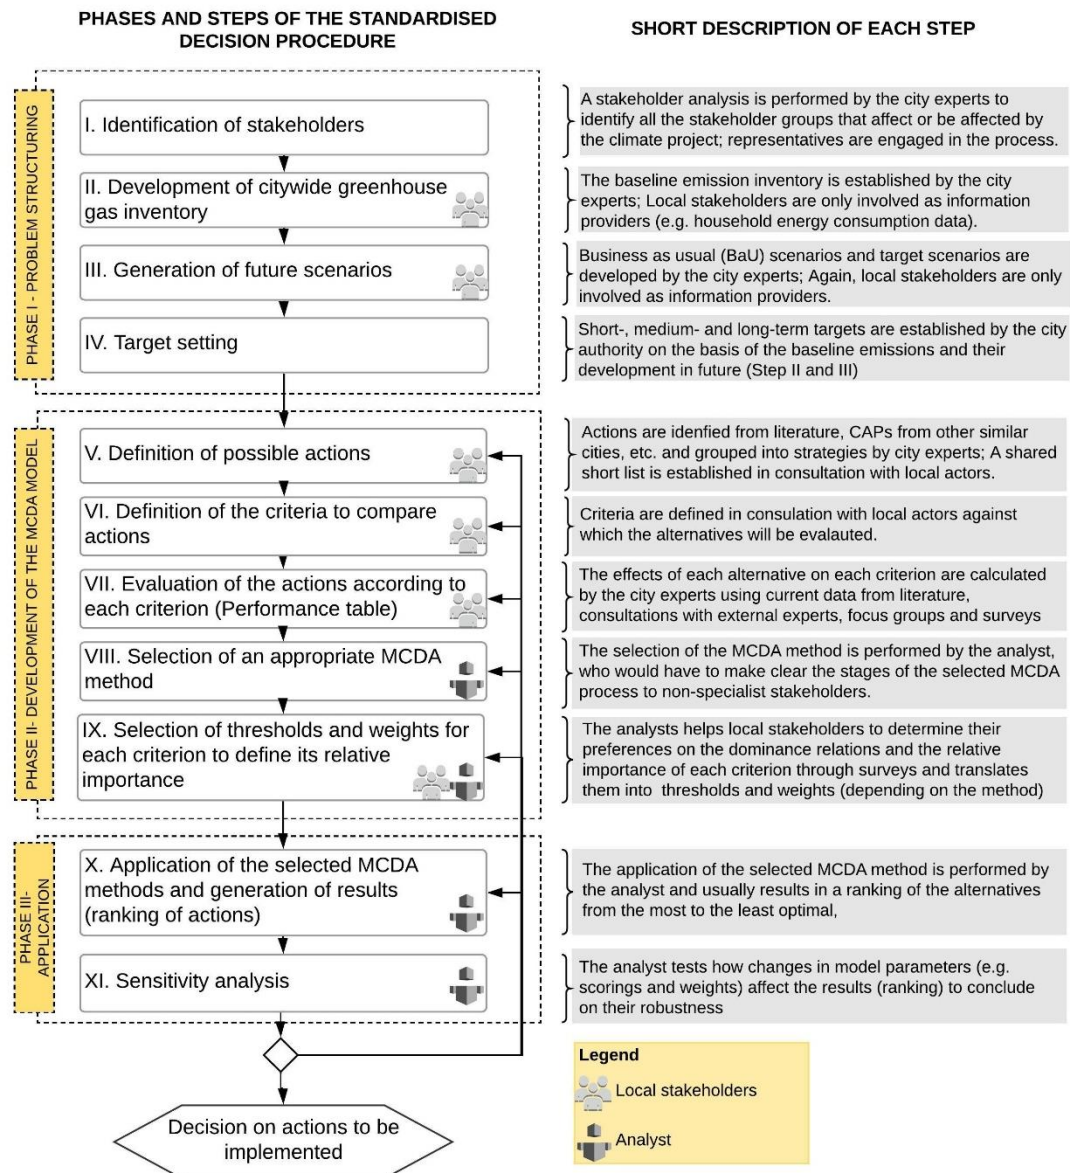 PHASES AND STEPS OF THE STANDARDISED
DECISION PROCEDURE
SHORT DESCRIPTION OF EACH STEP
PHASE I - PROBLEM STRUCTURING
I. Identification of stakeholders
A stakeholder analysis is performed by the city experts to
identify all the stakeholder groups that affect or be affected by
the climate project; representatives are engaged in the process.
II. Development of citywide greenhouse
gas inventory
The baseline emission inventory is established by the city
experts; Local stakeholders are only involved as information
providers (e.g. household energy consumption data).
III. Generation of future scenarios
Business as usual (BaU) scenarios and target scenarios are
developed by the city experts; Again, local stakeholders are only
involved as information providers.
IV. Target setting
Short-, medium- and long-term targets are established by the city
authority on the basis of the baseline emissions and their
development in future (Step II and III)
PHASE II- DEVELOPMENT OF THE MCDA MODEL
V. Definition of possible actions
Actions are idenfied from literature, CAPs from other similar
cities, etc. and grouped into strategies by city experts; A shared
short list is established in consultation with local actors.
VI. Definition of the criteria to compare
actions
Criteria are defined in consulation with local actors against
which the alternatives will be evalauted.
VII. Evaluation of the actions according to
each criterion (Performance table)
The effects of each alternative on each criterion are calculated
by the city experts using current data from literature,
consultations with external experts, focus groups and surveys
VIII. Selection of an appropriate MCDA
method
The selection of the MCDA method is performed by the analyst,
who would have to make clear the stages of the selected MCDA
process to non-specialist stakeholders.
IX. Selection of thresholds and weights for
each criterion to define its relative
importance
The analysts helps local stakeholders to determine their
preferences on the dominance relations and the relative
importance of each criterion through surveys and translates
them into thresholds and weights (depending on the method)
PHASE III-
APPLICATION
X. Application of the selected MCDA
methods and generation of results
(ranking of actions)
The application of the selected MCDA method is performed by
the analyst and usually results in a ranking of the alternatives
from the most to the least optimal,
XI. Sensitivity analysis
The analyst tests how changes in model parameters (e.g.
scorings and weights) affect the results (ranking) to conclude
on their robustness
Legend
Local stakeholders
Analyst
Decision on actions to be
implemented